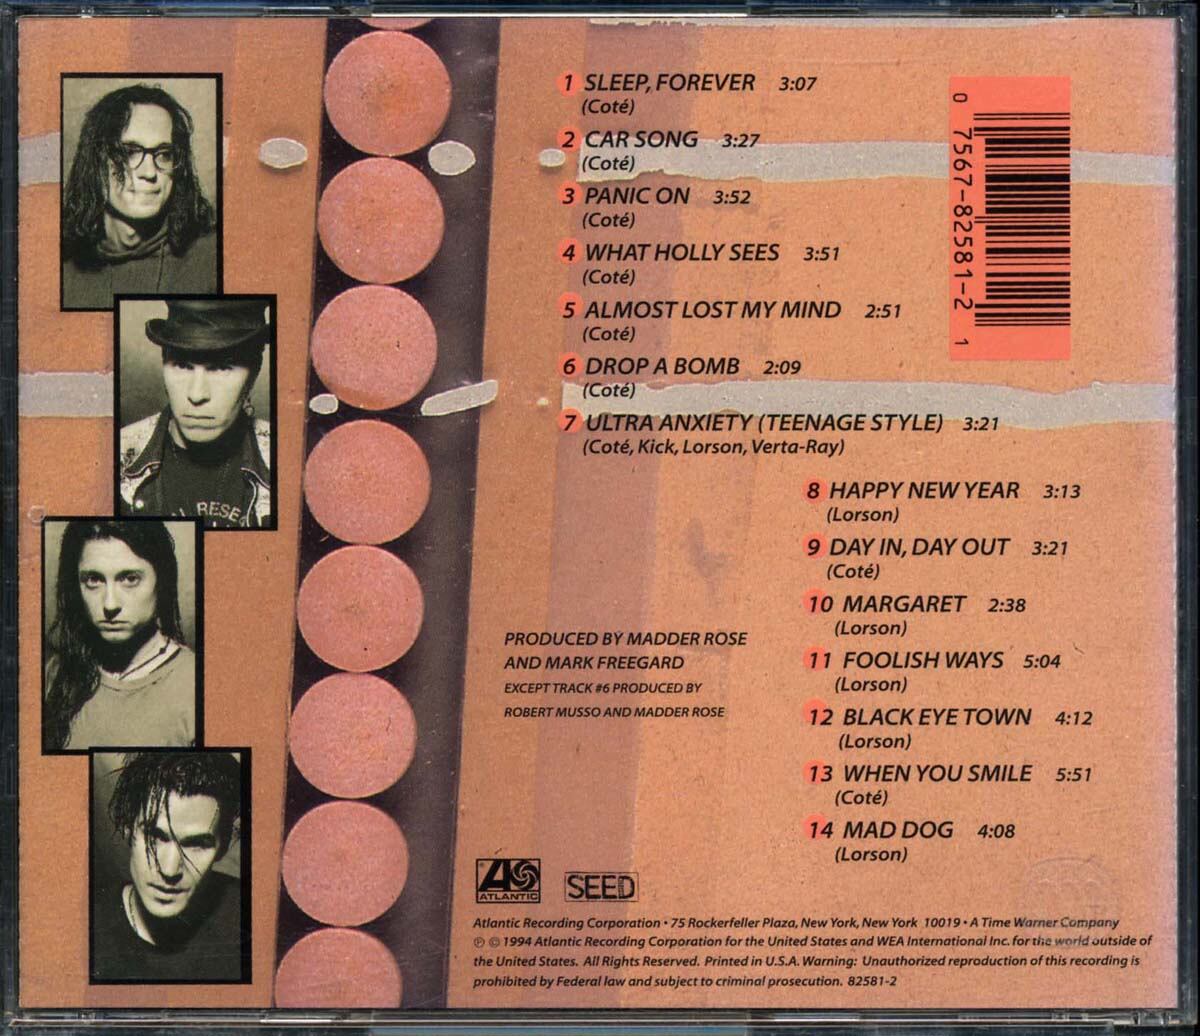 1 SLEEP, FOREVER 3:07
(Coté)
2 CAR SONG 3:27
(Coté)
3 PANIC ON 3:52
(Coté)
4 WHAT HOLLY SEES 3:51
(Coté)
5 ALMOST LOST MY MIND 2:51
(Coté)
6 DROP A BOMB 2:09
(Coté)
7 ULTRA ANXIETY (TEENAGE STYLE) 3:21
(Coté, Kick, Lorson, Verta-Ray)
8 HAPPY NEW YEAR 3:13
(Lorson)
9 DAY IN, DAY OUT 3:21
(Coté)
10 MARGARET 2:38
(Lorson)
11 FOOLISH WAYS 5:04
(Lorson)
12 BLACK EYE TOWN 4:12
(Lorson)
13 WHEN YOU SMILE 5:51
(Coté)
14 MAD DOG 4:08
(Lorson)
0 7567-82581-2 1
RESE
PRODUCED BY MADDER ROSE
AND MARK FREEGARD
EXCEPT TRACK #6 PRODUCED BY
ROBERT MUSSO AND MADDER ROSE
ATLANTIC
SEED
Atlantic Recording Corporation • 75 Rockerfeller Plaza, New York, New York 10019 • A Time Warner Company
℗ © 1994 Atlantic Recording Corporation for the United States and WEA International Inc. for the world outside of
the United States. All Rights Reserved. Printed in U.S.A. Warning: Unauthorized reproduction of this recording is
prohibited by Federal law and subject to criminal prosecution. 82581-2